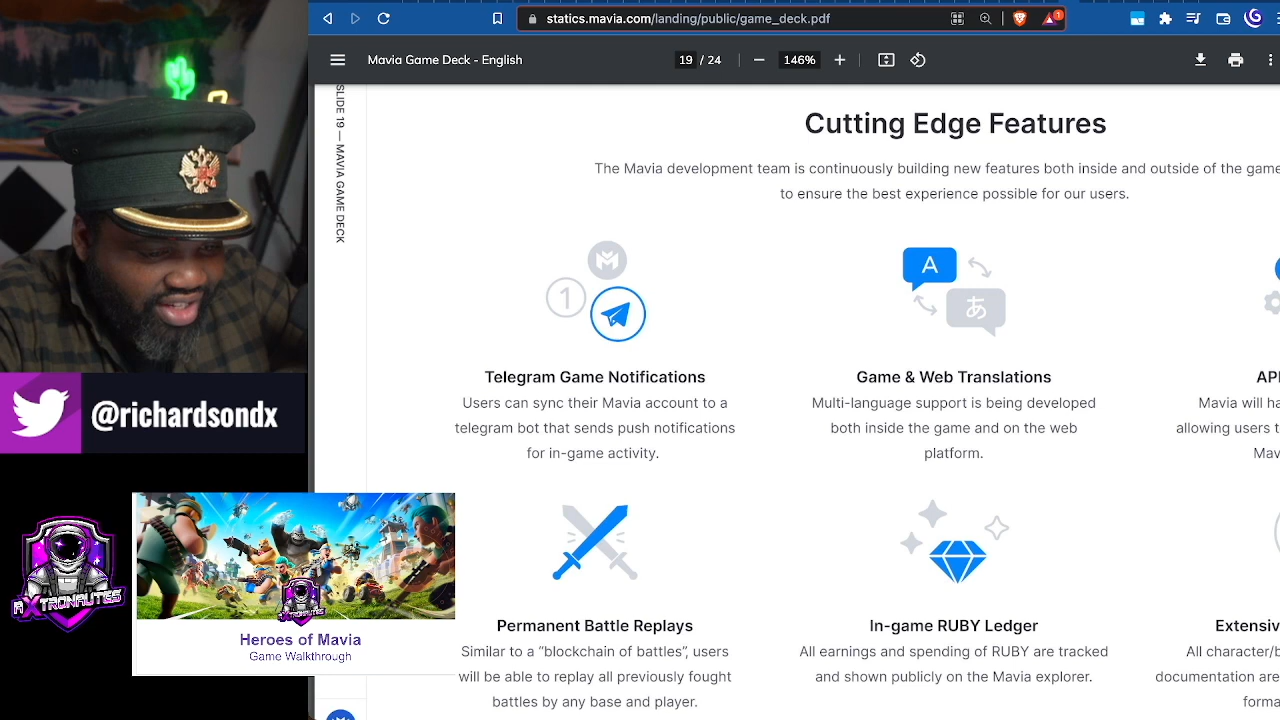 statics.mavia.com/landing/public/game_deck.pdf
1
Mavia Game Deck - English
19 / 24
146%
SLIDE 19 — MAVIA GAME DECK
Cutting Edge Features
The Mavia development team is continuously building new features both inside and outside of the game
to ensure the best experience possible for our users.
1
A
あ
Telegram Game Notifications
Users can sync their Mavia account to a
telegram bot that sends push notifications
for in-game activity.
Game & Web Translations
Multi-language support is being developed
both inside the game and on the web
platform.
Mavia will ha
allowing users t
Mav
@richardsondx
AXTRONAUTES
Heroes of Mavia
Game Walkthrough
Permanent Battle Replays
Similar to a “blockchain of battles”, users
will be able to replay all previously fought
battles by any base and player.
In-game RUBY Ledger
All earnings and spending of RUBY are tracked
and shown publicly on the Mavia explorer.
Extensiv
All character/b
documentation are
forma